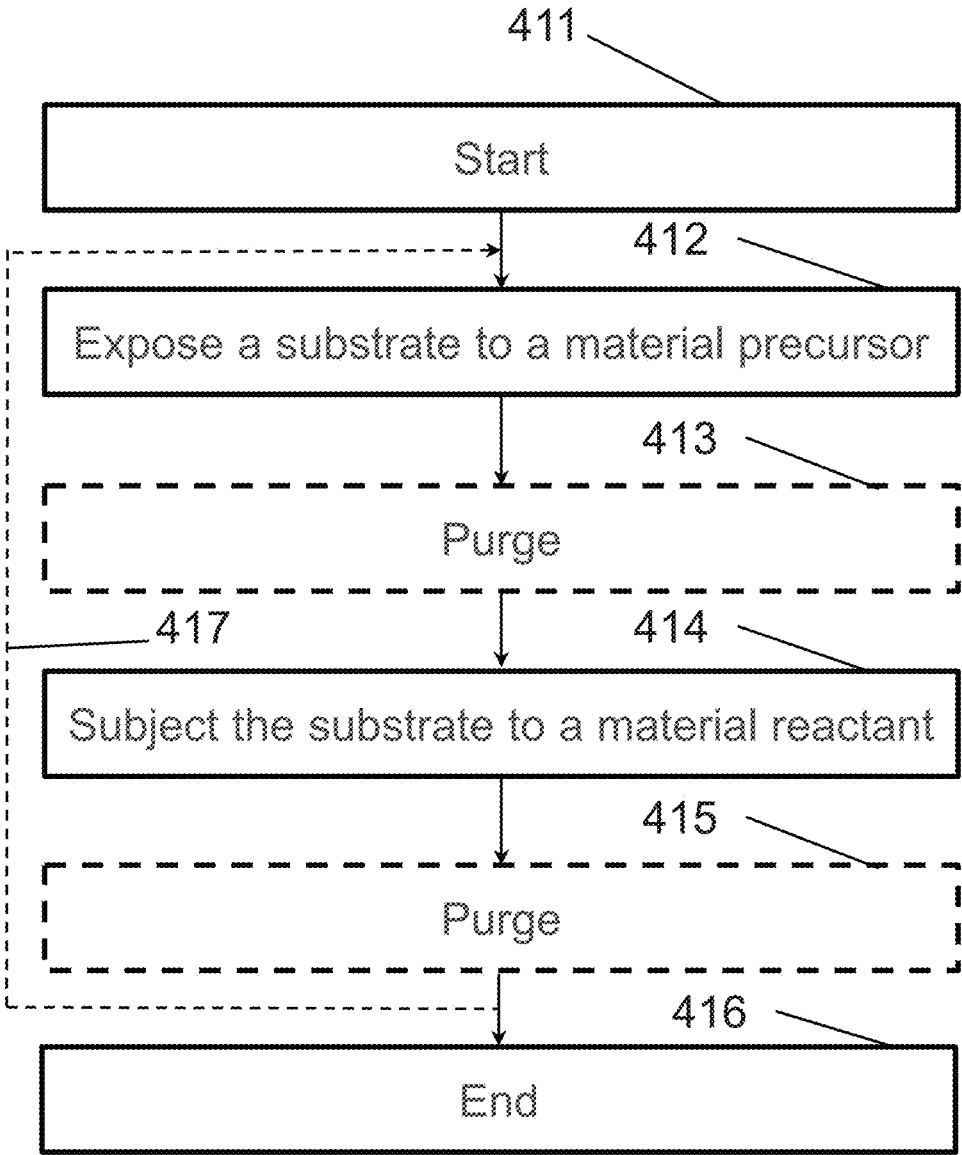 411
Start
412
Expose a substrate to a material precursor
413
Purge
417
414
Subject the substrate to a material reactant
415
Purge
416
End